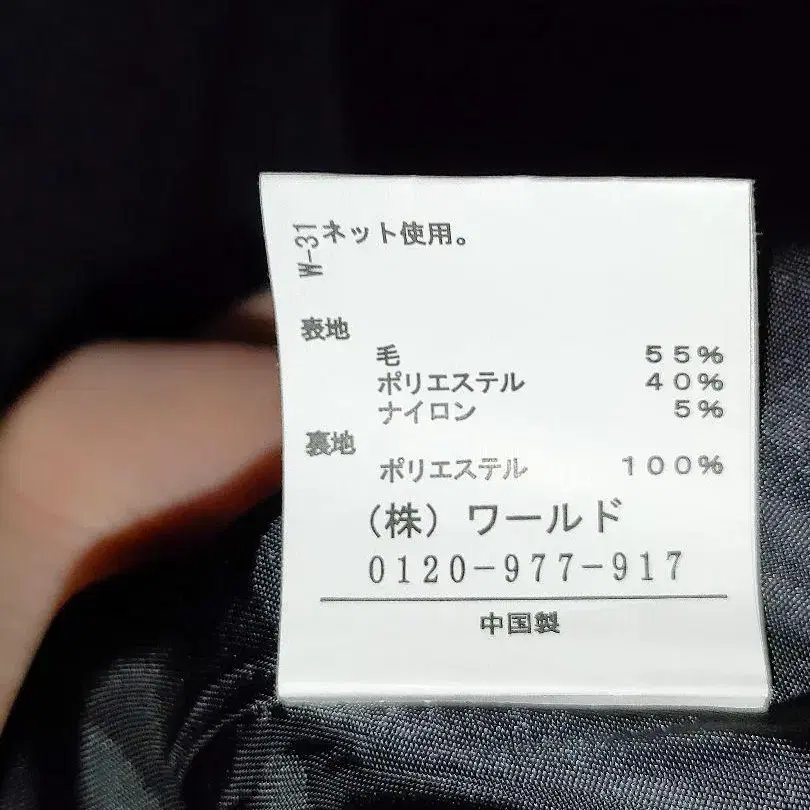 W-31
ネット使用。
表地
毛 55%
ポリエステル 40%
ナイロン 5%
裏地
ポリエステル 100%
(株) ワールド
0120-977-917
中国製